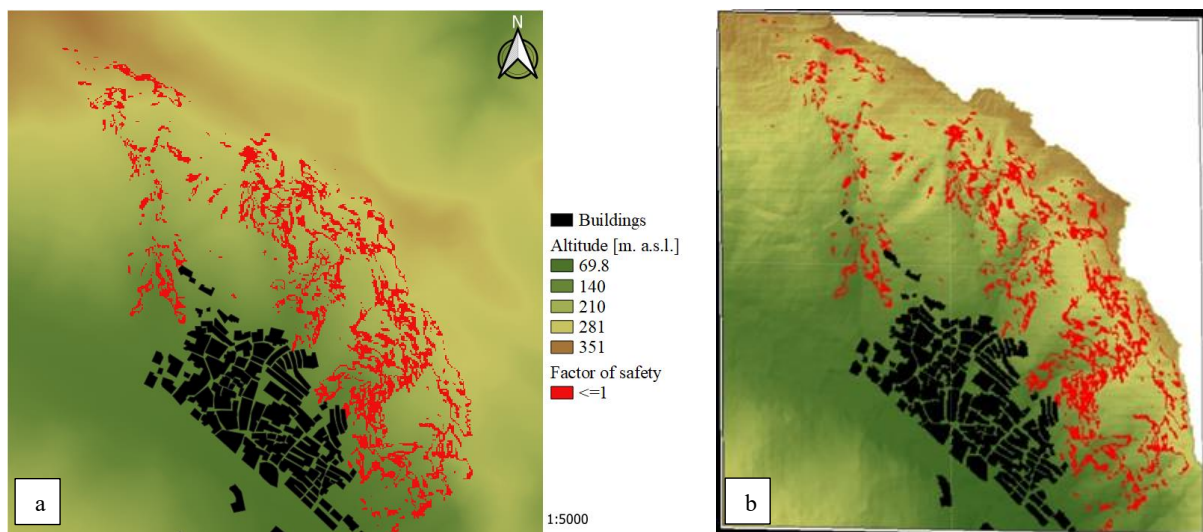 N
Buildings
Altitude [m. a.s.l.]
69.8
140
210
281
351
Factor of safety
<=1
1:5000
a
b